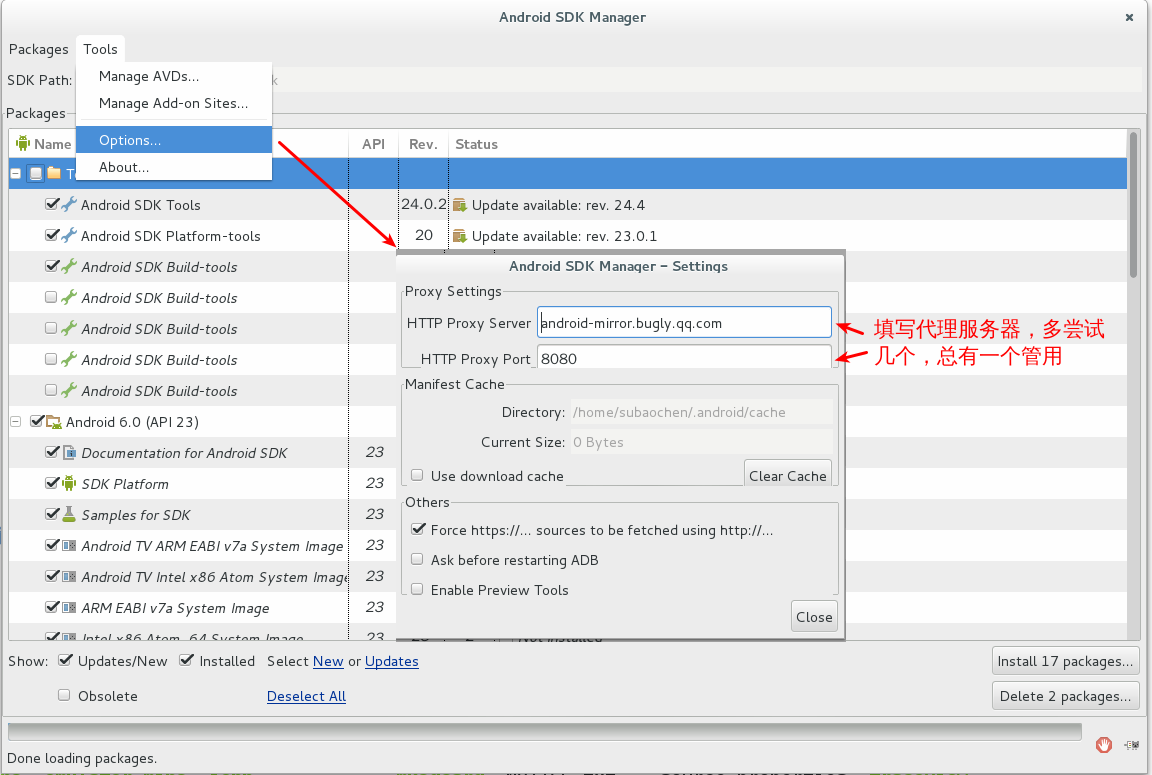 Android SDK Manager
Packages Tools
SDK Path:
Manage AVDs...
Manage Add-on Sites...
Options...
About...
Packages
Name API Rev. Status
Android SDK Tools 24.0.2 Update available: rev. 24.4
Android SDK Platform-tools 20 Update available: rev. 23.0.1
Android SDK Build-tools
Android SDK Build-tools
Android SDK Build-tools
Android SDK Build-tools
Android SDK Build-tools
Android 6.0 (API 23)
Documentation for Android SDK 23
SDK Platform 23
Samples for SDK 23
Android TV ARM EABI v7a System Image 23
Android TV Intel x86 Atom System Image 23
ARM EABI v7a System Image 23
Intel x86 Atom_64 System Image 23
Android SDK Manager – Settings
Proxy Settings
HTTP Proxy Server android-mirror.bugly.qq.com
HTTP Proxy Port 8080
填写代理服务器，多尝试
几个，总有一个管用
Manifest Cache
Directory: /home/subaochen/.android/cache
Current Size: 0 Bytes
Use download cache Clear Cache
Others
Force https://... sources to be fetched using http://...
Ask before restarting ADB
Enable Preview Tools
Close
Show: Updates/New Installed Select New or Updates Install 17 packages...
Obsolete Deselect All Delete 2 packages...
Done loading packages.